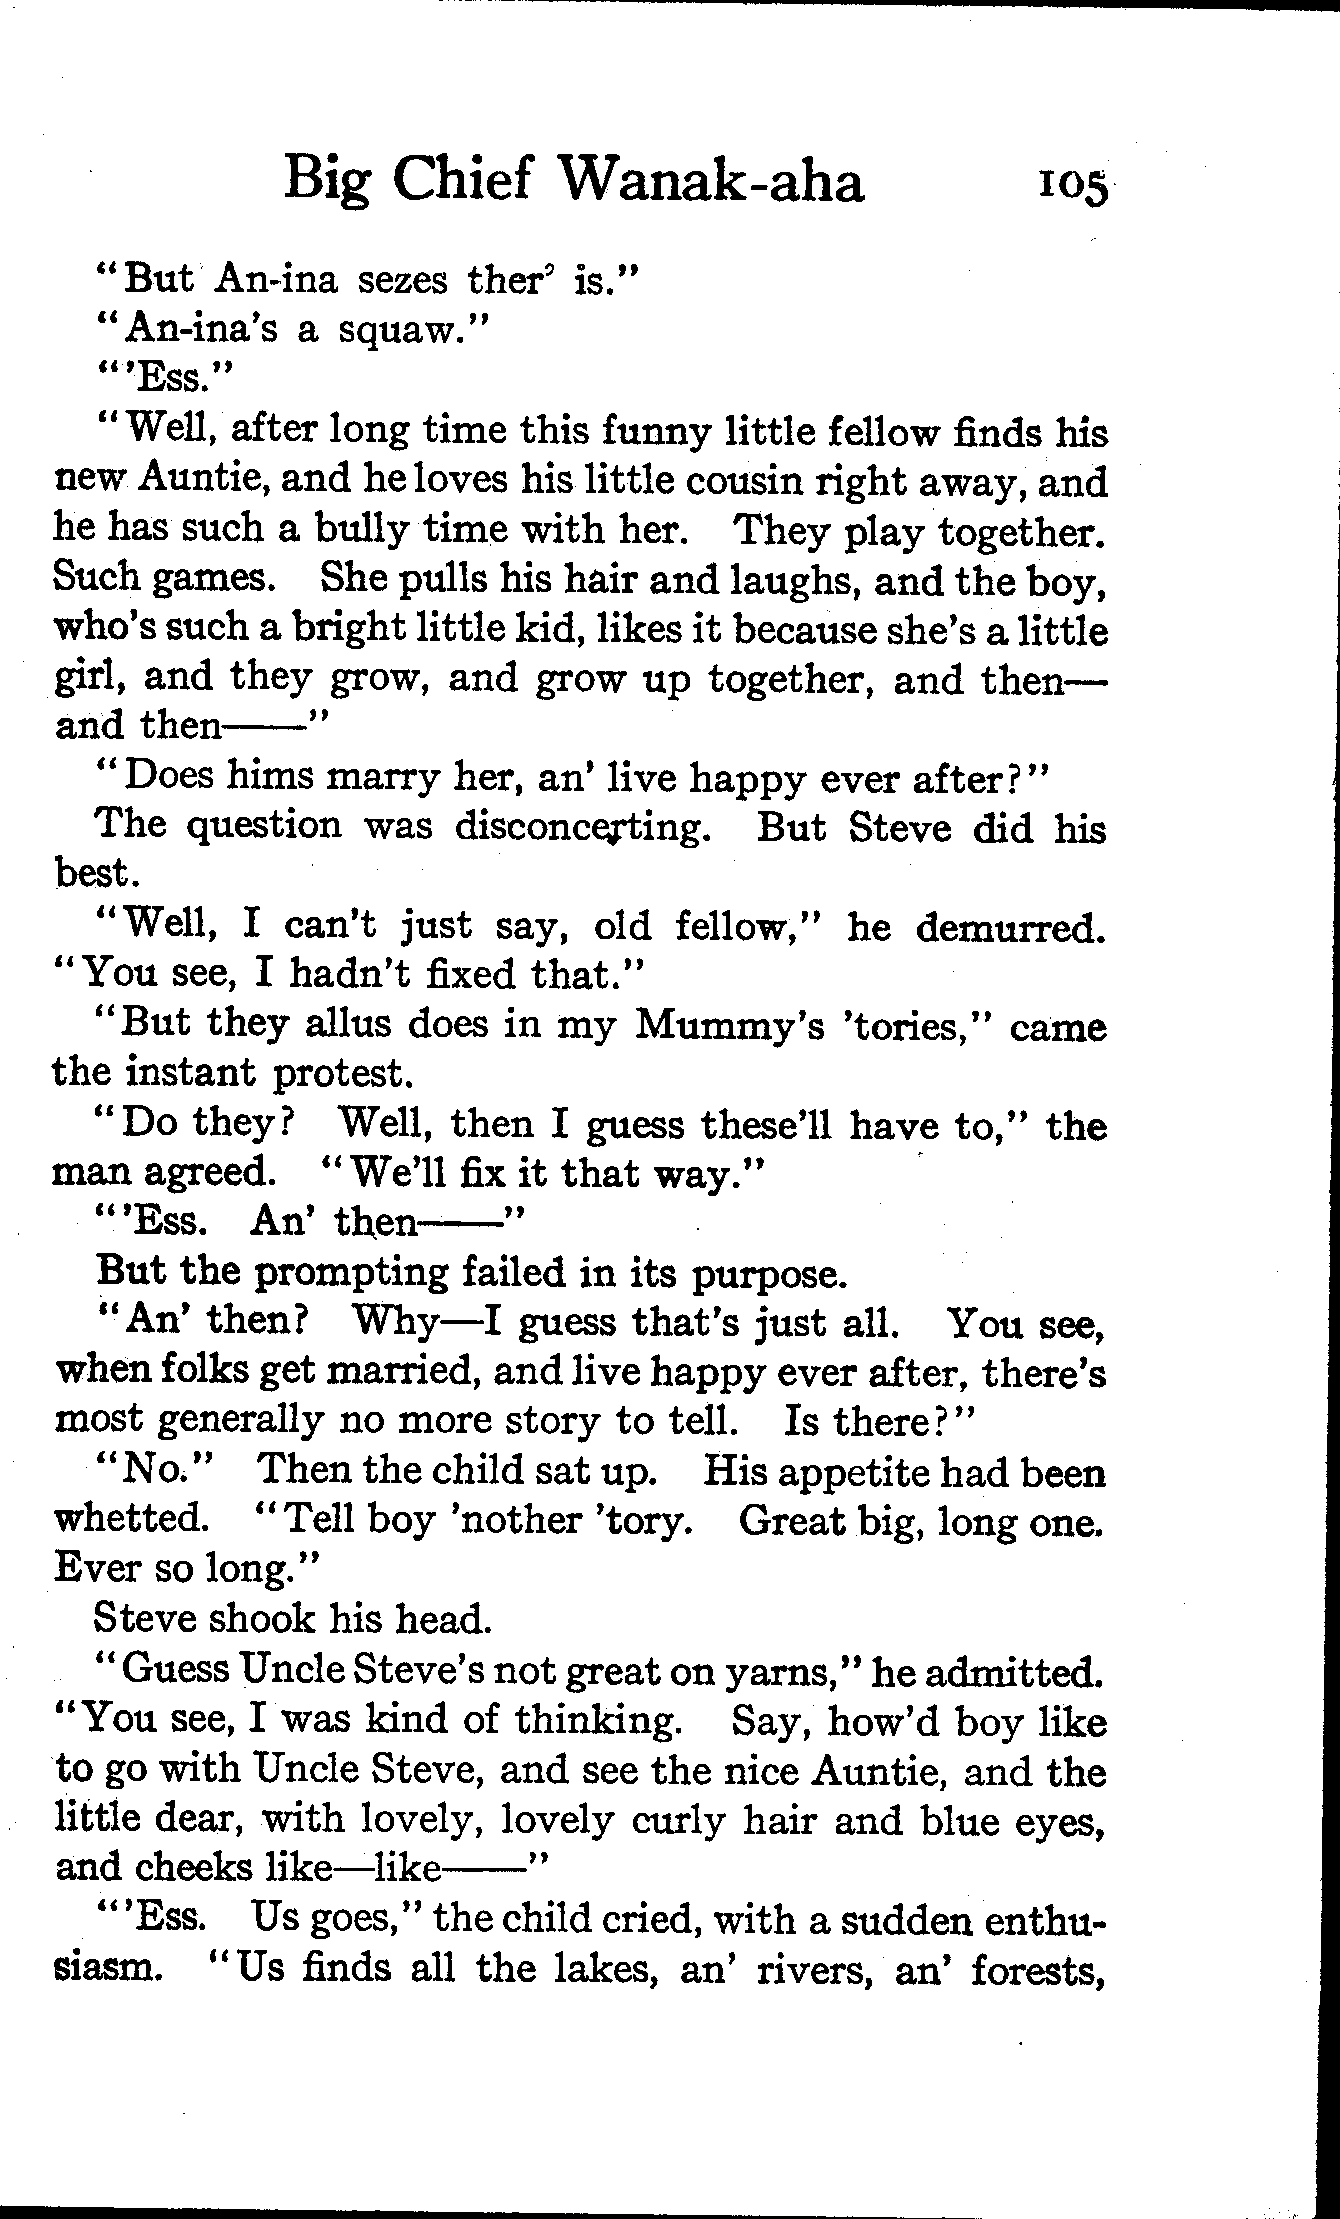 Big Chief Wanak-aha 105
"But An-ina sezes ther' is."
"An-ina's a squaw."
"'Ess."
"Well, after long time this funny little fellow finds his
new Auntie, and he loves his little cousin right away, and
he has such a bully time with her. They play together.
Such games. She pulls his hair and laughs, and the boy,
who's such a bright little kid, likes it because she's a little
girl, and they grow, and grow up together, and then—
and then——"
"Does hims marry her, an' live happy ever after?"
The question was disconcerting. But Steve did his
best.
"Well, I can't just say, old fellow," he demurred.
"You see, I hadn't fixed that."
"But they allus does in my Mummy's 'tories," came
the instant protest.
"Do they? Well, then I guess these'll have to," the
man agreed. "We'll fix it that way."
"'Ess. An' then——"
But the prompting failed in its purpose.
"An' then? Why—I guess that's just all. You see,
when folks get married, and live happy ever after, there's
most generally no more story to tell. Is there?"
"No." Then the child sat up. His appetite had been
whetted. "Tell boy 'nother 'tory. Great big, long one.
Ever so long."
Steve shook his head.
"Guess Uncle Steve's not great on yarns," he admitted.
"You see, I was kind of thinking. Say, how'd boy like
to go with Uncle Steve, and see the nice Auntie, and the
little dear, with lovely, lovely curly hair and blue eyes,
and cheeks like—like——"
"'Ess. Us goes," the child cried, with a sudden enthu-
siasm. "Us finds all the lakes, an' rivers, an' forests,